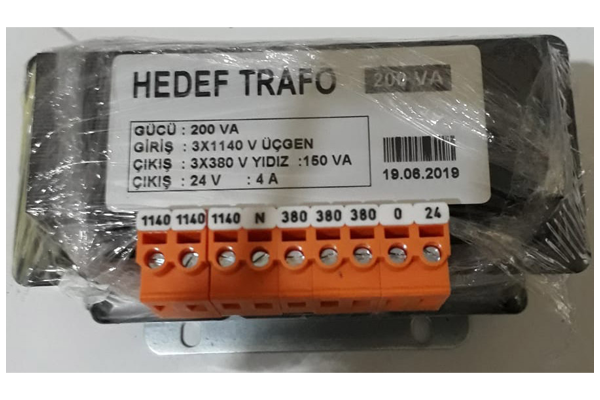 HEDEF TRAFO 200 VA
GÜCÜ : 200 VA
GİRİŞ : 3X1140 V ÜÇGEN
ÇIKIŞ : 3X380 V YIDIZ :150 VA
ÇIKIŞ : 24 V : 4 A
19.06.2019
1140 1140 1140 N 380 380 380 0 24